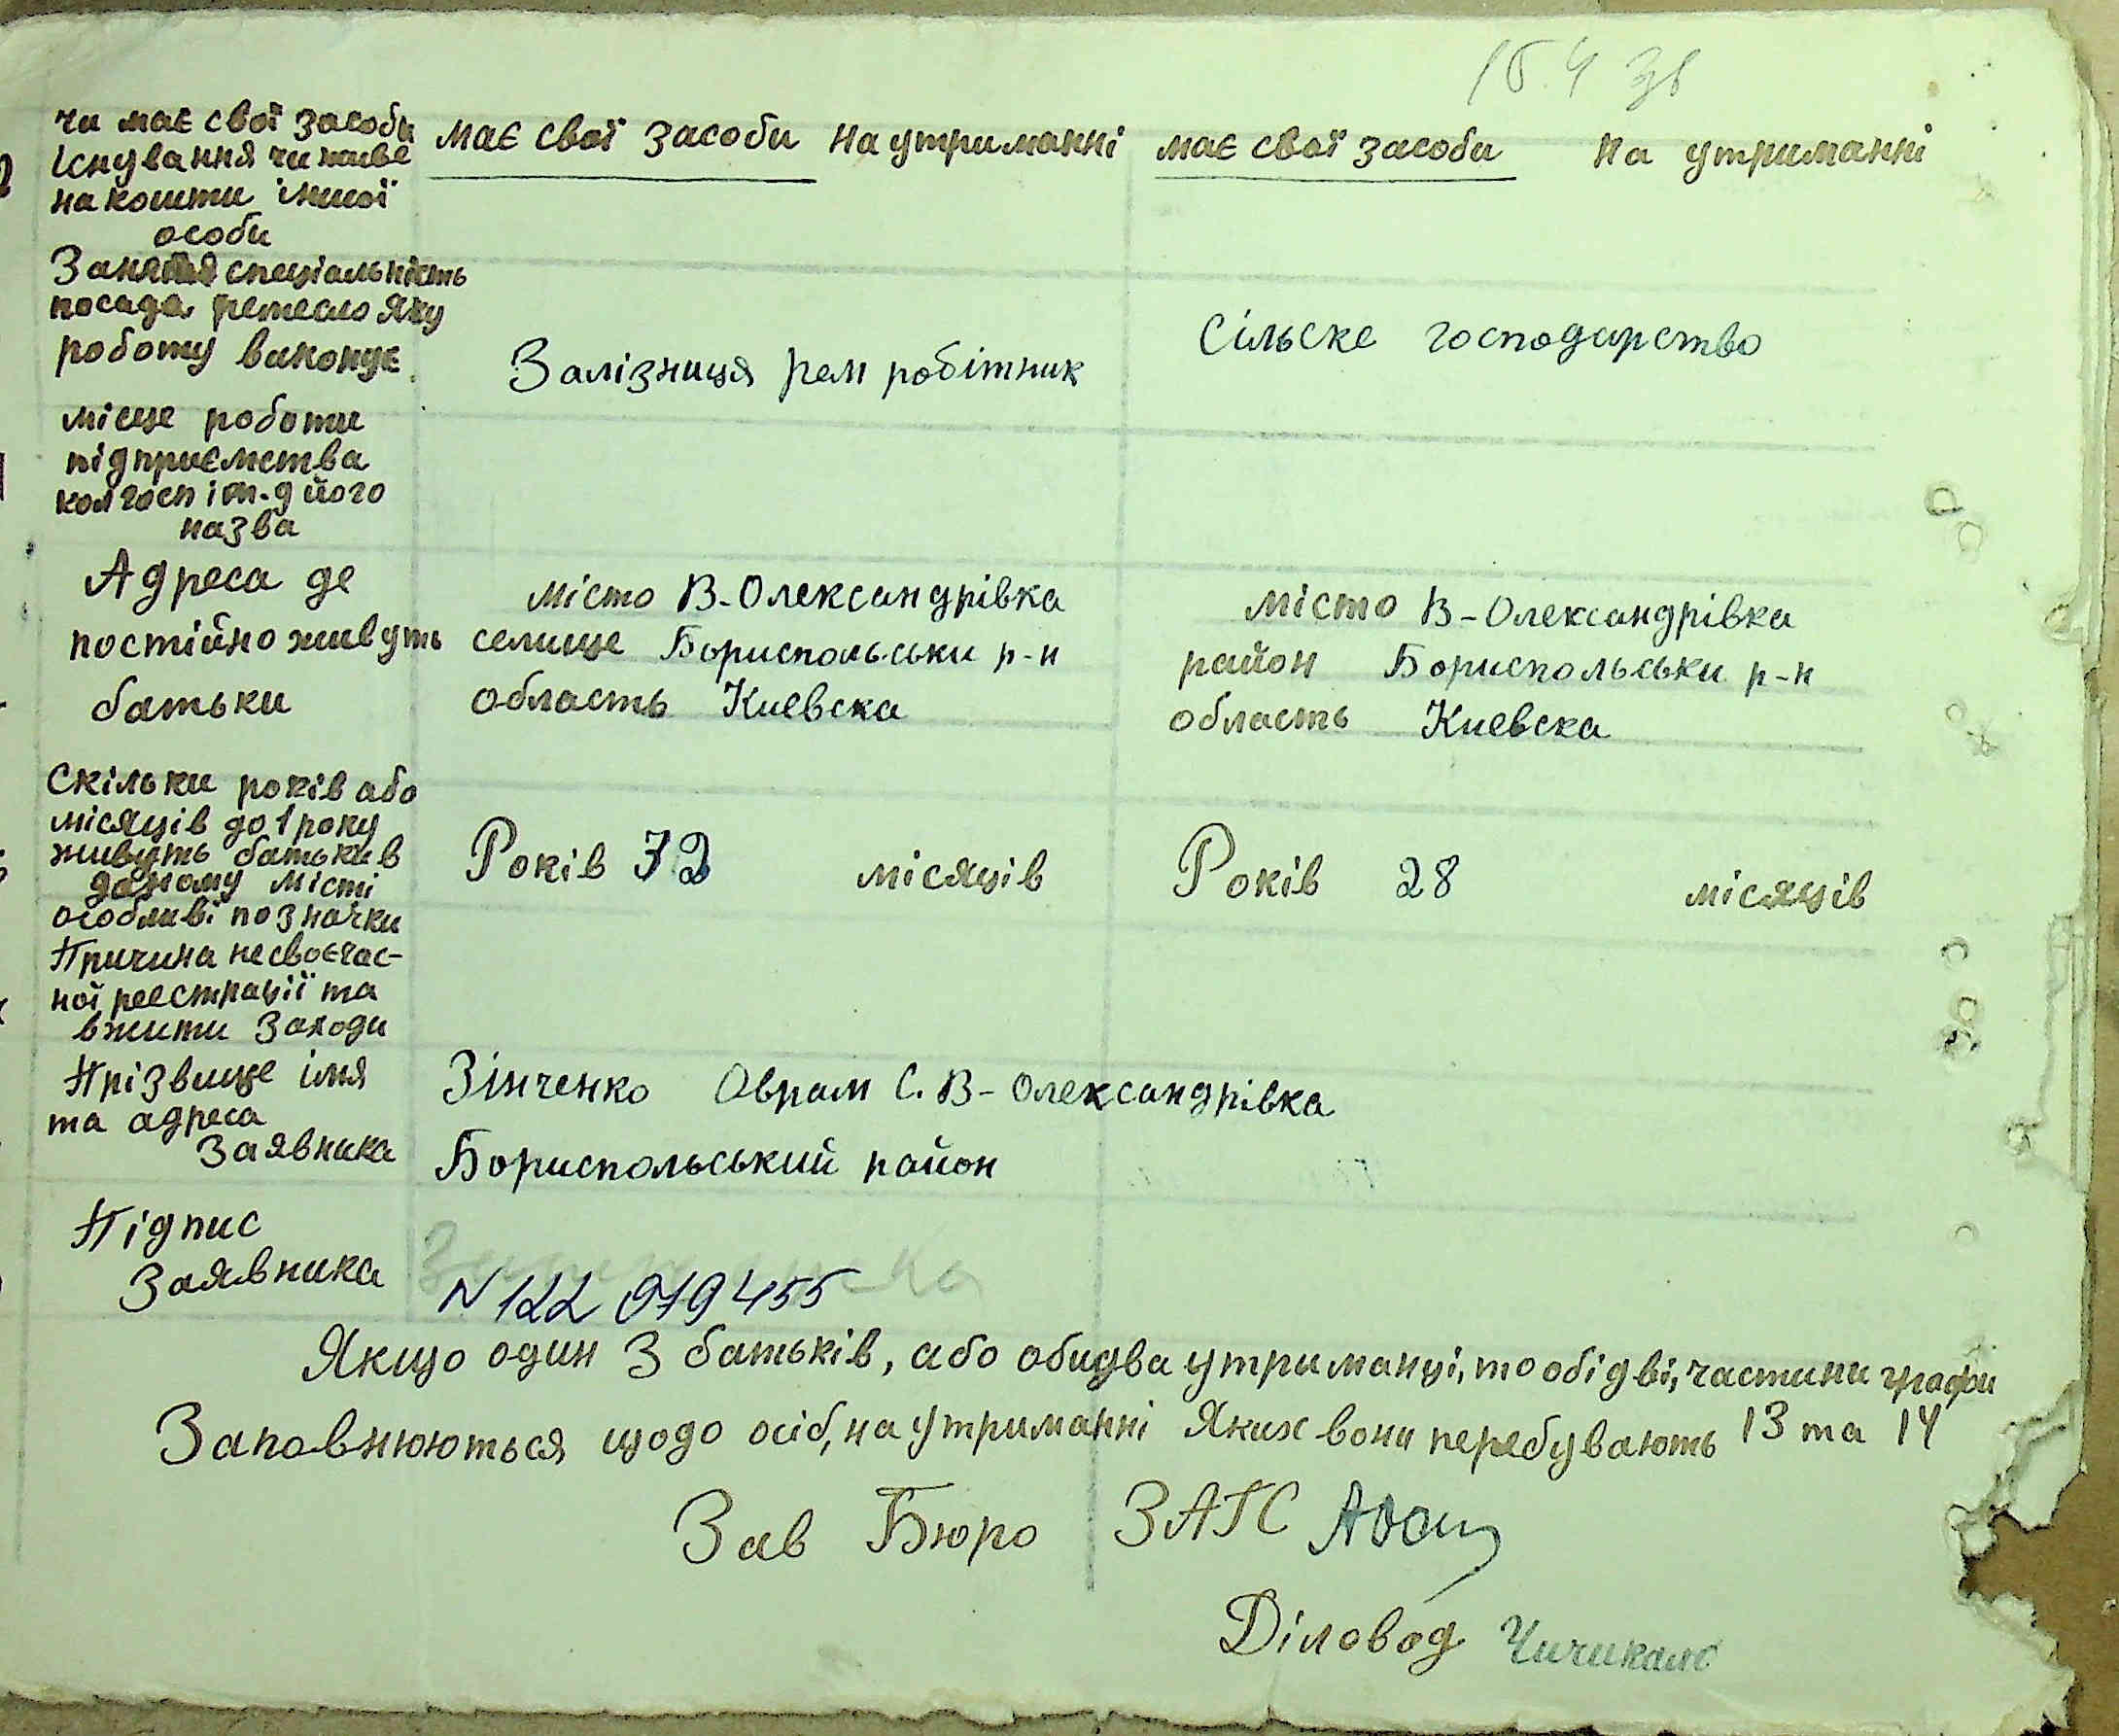 15.4 зв
чи має свої засоби має свої засоби на утриманні має свої засоби на утриманні
існування чи живе
на кошти іншої
особи
Заняття спеціальність
посада, ремесло яку
роботу виконує Залізниця рем робітник Сільске господарство
місце роботи
підприємства
колгосп і т.д його
назва
Адреса де місто В-Олександрівка місто В-Олександрівка
постійно живуть селище Бориспольськи р-н район Бориспольськи р-н
батьки область Киевска область Киевска
Скільки років або
місяців до 1 року
живуть батьки в Років 32 місяців Років 28 місяців
даному місті
особливі позначки
Причина несвоєчас-
ної реєстрації та
вжити заходи
Прізвище імя Зінченко Оврам С. В-Олександрівка
та адреса
Заявника Бориспольський район
Підпис
Заявника N 122 079455
Якщо один з батьків, або обидва утриманці, то обідві, частини графи
Заповнюються щодо осіб, на утриманні яких вони перебувають 13 та 14
Зав Бюро ЗАГС
Діловод Чичикало